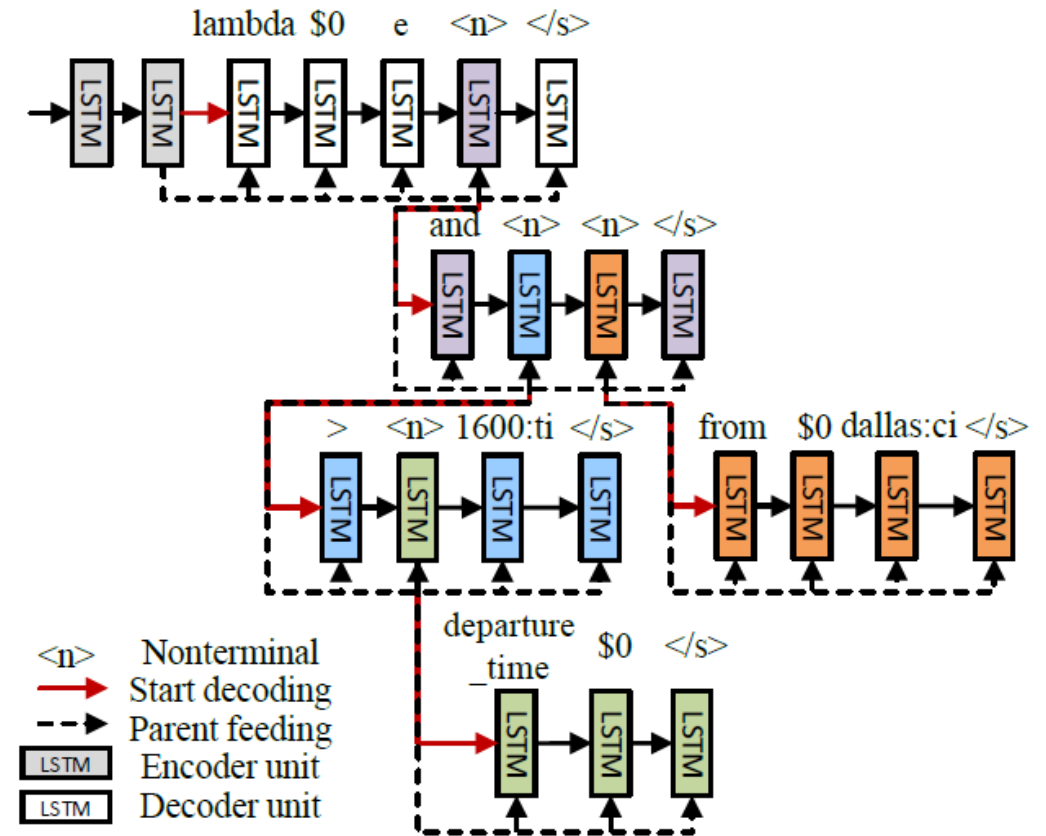 lambda $0 e <n> </s>
LSTM LSTM LSTM LSTM LSTM LSTM LSTM
and <n> <n> </s>
LSTM LSTM LSTM LSTM
> <n> 1600:ti </s>
from $0 dallas:ci </s>
LSTM LSTM LSTM LSTM
LSTM LSTM LSTM LSTM
departure
_time $0 </s>
LSTM LSTM LSTM
<n> Nonterminal
Start decoding
Parent feeding
LSTM Encoder unit
LSTM Decoder unit